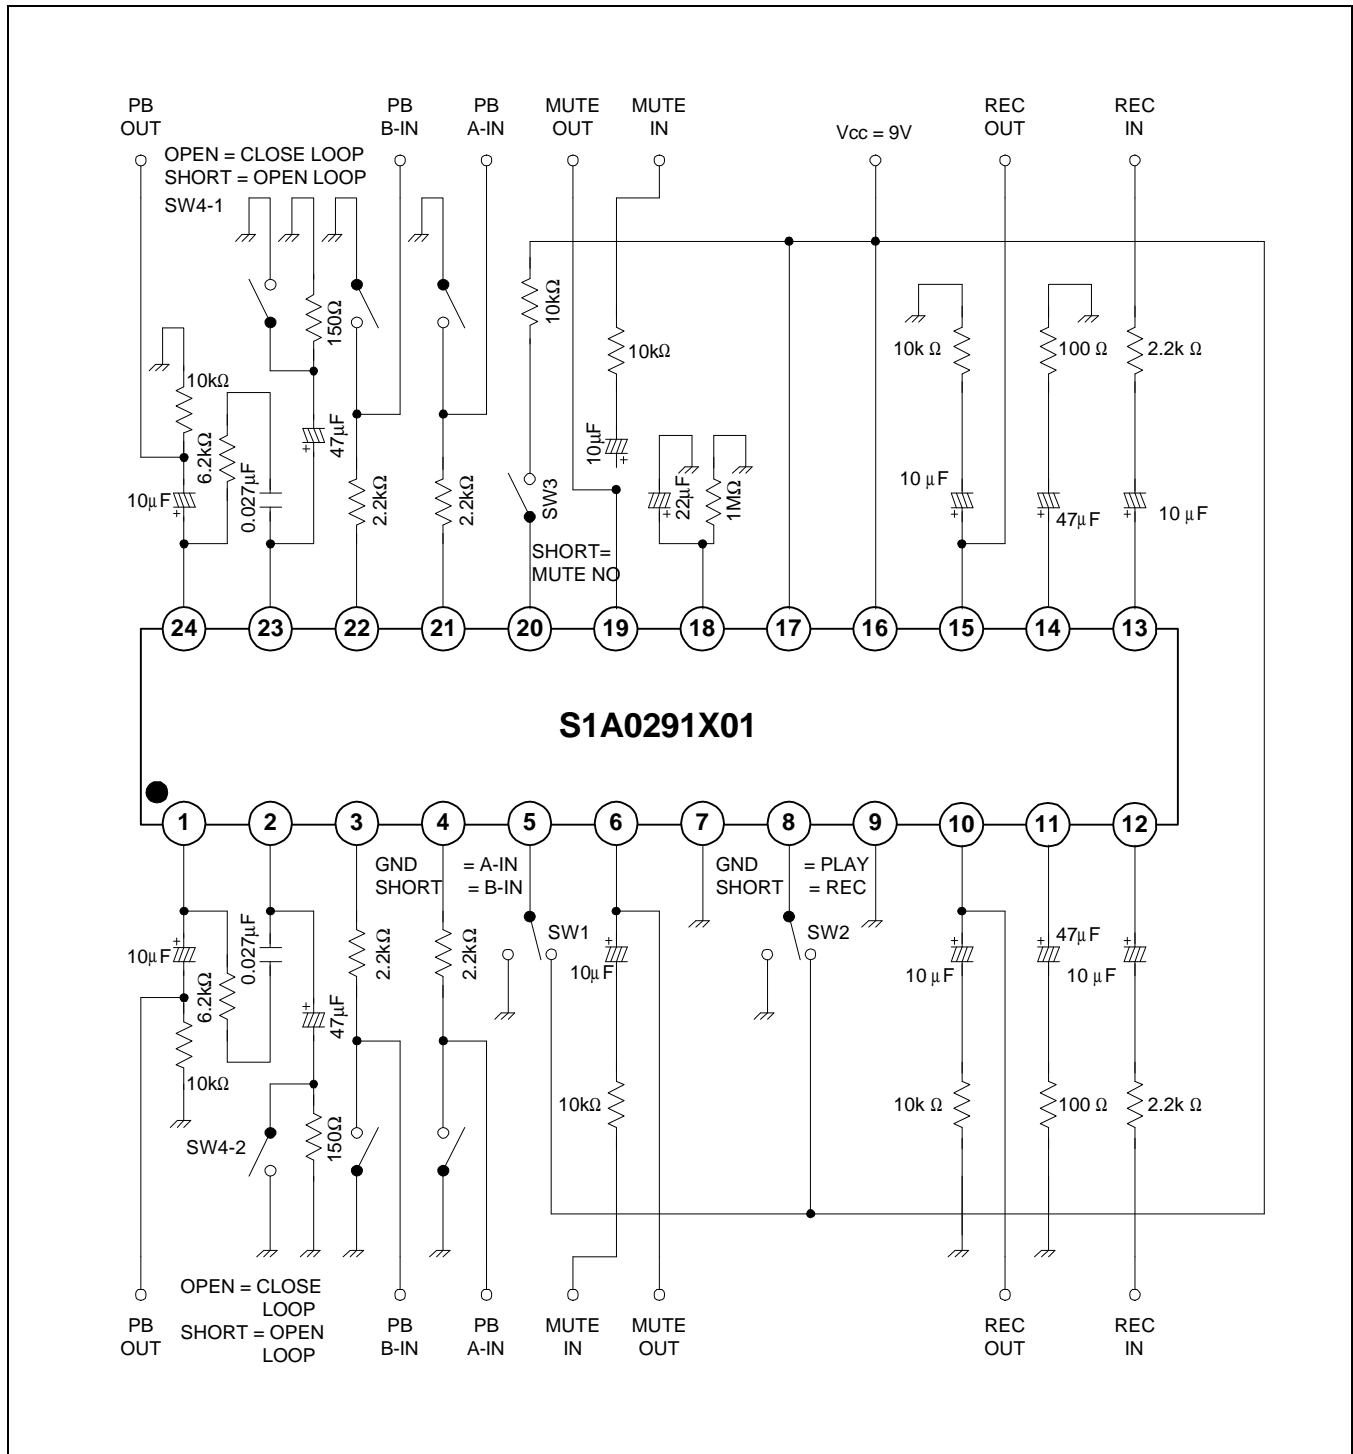 PB
OUT
PB
B-IN
PB
A-IN
MUTE
OUT
MUTE
IN
Vcc = 9V
REC
OUT
REC
IN
OPEN = CLOSE LOOP
SHORT = OPEN LOOP
SW4-1
10kΩ
6.2kΩ
10μF
0.027μF
150Ω
47μF
2.2kΩ
2.2kΩ
10kΩ
SW3
SHORT=
MUTE NO
10kΩ
10μF
22μF
1MΩ
10k Ω
10 μF
100 Ω
47μF
2.2k Ω
10 μF
+
+
+
+
+
+
+
24
23
22
21
20
19
18
17
16
15
14
13
S1A0291X01
1
2
3
4
5
6
7
8
9
10
11
12
GND = A-IN
SHORT = B-IN
GND = PLAY
SHORT = REC
10μF
6.2kΩ
0.027μF
10kΩ
47μF
SW4-2
150Ω
2.2kΩ
2.2kΩ
SW1
10μF
10kΩ
SW2
10 μF
10k Ω
47μF
100 Ω
10 μF
2.2k Ω
+
+
+
+
+
+
OPEN = CLOSE
LOOP
SHORT = OPEN
LOOP
PB
OUT
PB
B-IN
PB
A-IN
MUTE
IN
MUTE
OUT
REC
OUT
REC
IN